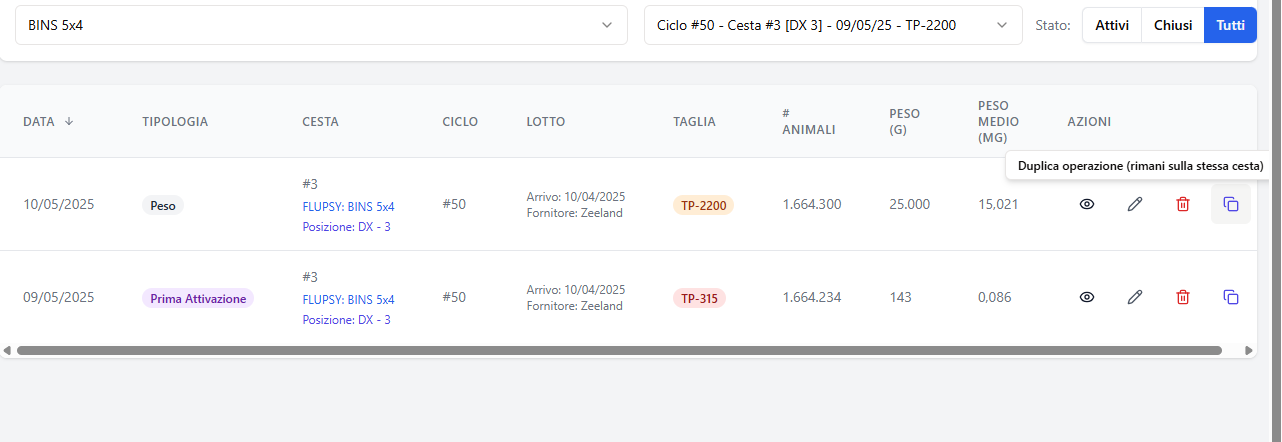 BINS 5x4
Ciclo #50 - Cesta #3 [DX 3] - 09/05/25 - TP-2200
Stato:
Attivi
Chiusi
Tutti
DATA ↓
TIPOLOGIA
CESTA
CICLO
LOTTO
TAGLIA
#
ANIMALI
PESO
(G)
PESO
MEDIO
(MG)
AZIONI
Duplica operazione (rimani sulla stessa cesta)
10/05/2025
Peso
#3
FLUPSY: BINS 5x4
Posizione: DX - 3
#50
Arrivo: 10/04/2025
Fornitore: Zeeland
TP-2200
1.664.300
25.000
15,021
09/05/2025
Prima Attivazione
#3
FLUPSY: BINS 5x4
Posizione: DX - 3
#50
Arrivo: 10/04/2025
Fornitore: Zeeland
TP-315
1.664.234
143
0,086